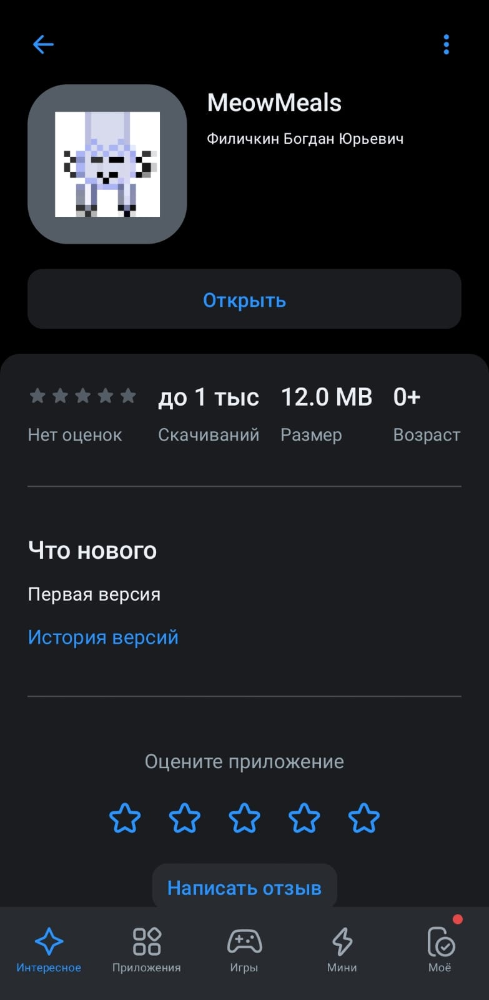 MeowMeals
Филичкин Богдан Юрьевич
Открыть
до 1 тыс 12.0 MB 0+
Нет оценок Скачиваний Размер Возраст
Что нового
Первая версия
История версий
Оцените приложение
Написать отзыв
Интересное Приложения Игры Мини Моё